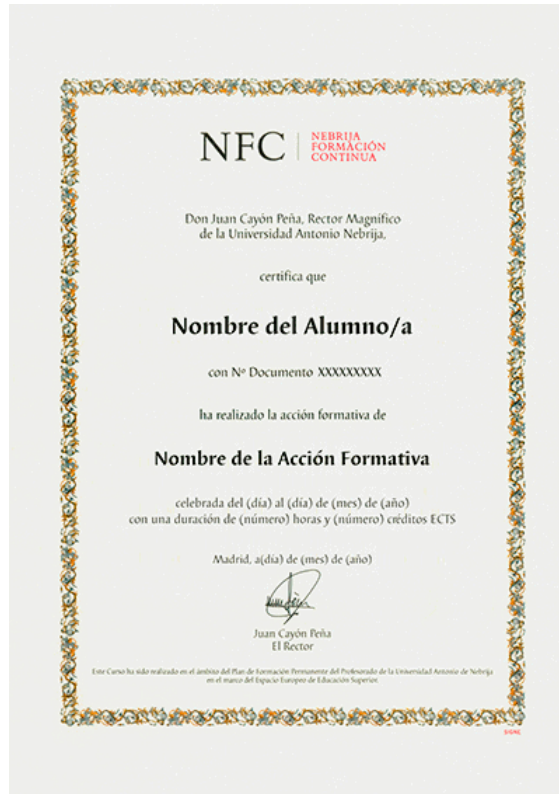 NFC
NEBRIJA
FORMACIÓN
CONTINUA
Don Juan Cayón Peña, Rector Magnífico
de la Universidad Antonio Nebrija,
certifica que
Nombre del Alumno/a
con Nº Documento XXXXXXXXX
ha realizado la acción formativa de
Nombre de la Acción Formativa
celebrada del (día) al (día) de (mes) de (año)
con una duración de (número) horas y (número) créditos ECTS
Madrid, a(día) de (mes) de (año)
Juan Cayón Peña
El Rector
Este Curso ha sido realizado en el ámbito del Plan de Formación Permanente del Profesorado de la Universidad Antonio de Nebrija
en el marco del Espacio Europeo de Educación Superior.
SIGNE